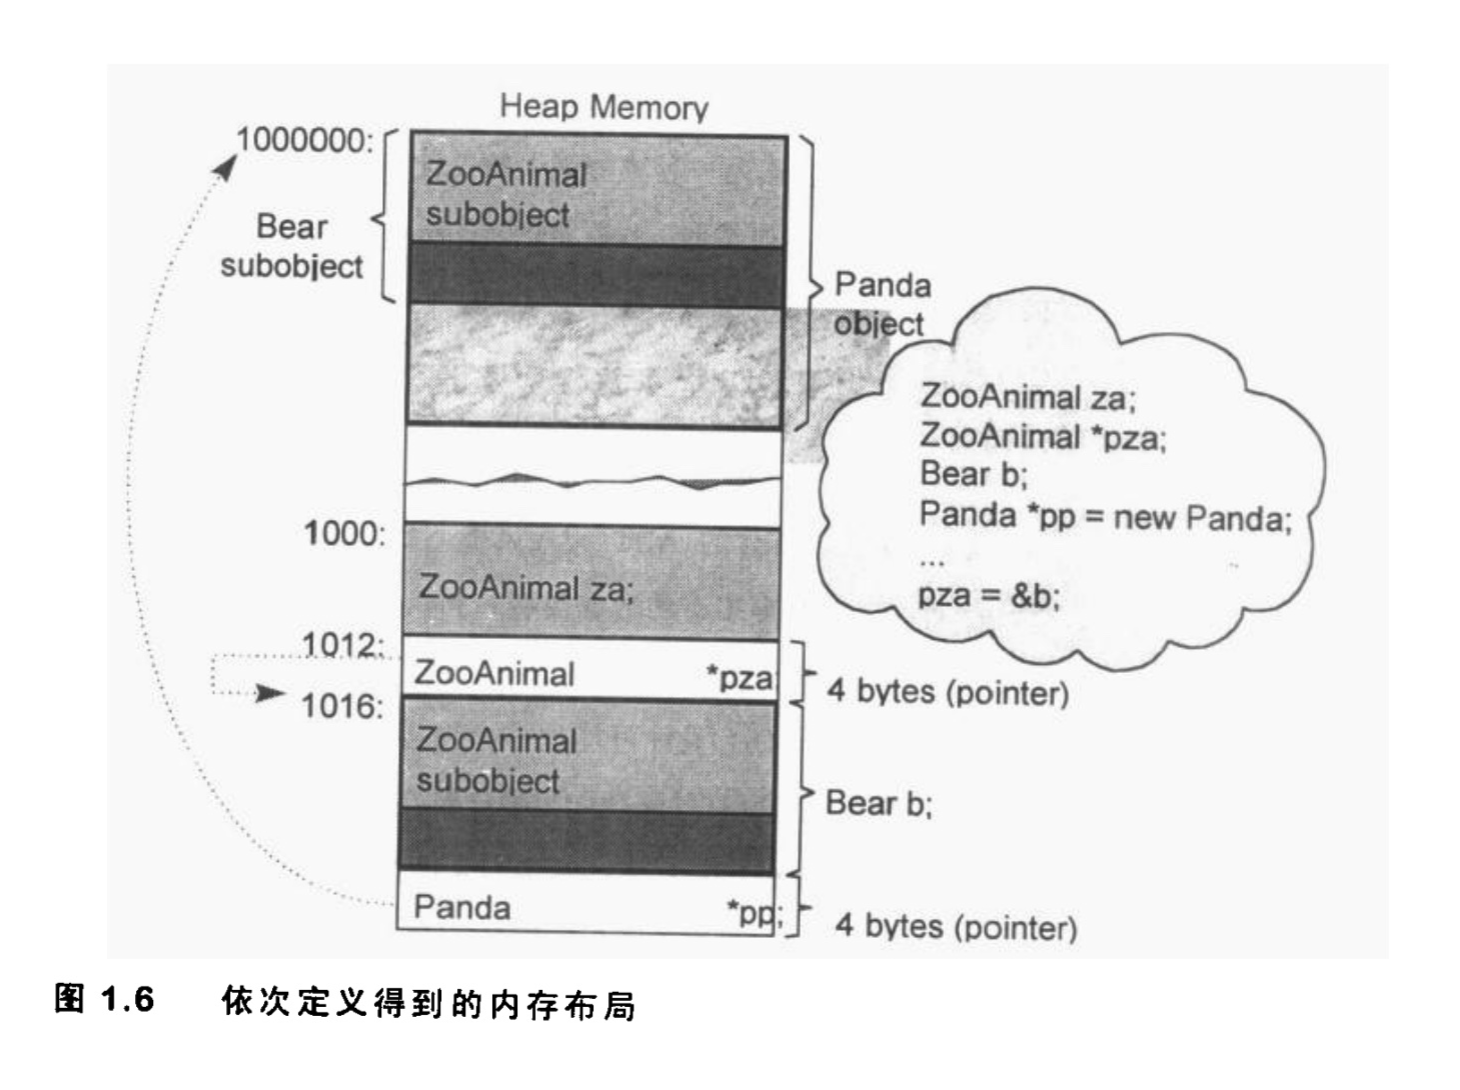 Heap Memory
1000000:
ZooAnimal
subobject
Bear
subobject
Panda
object
ZooAnimal za;
ZooAnimal *pza;
Bear b;
Panda *pp = new Panda;
...
pza = &b;
1000:
ZooAnimal za;
1012:
ZooAnimal *pza
4 bytes (pointer)
1016:
ZooAnimal
subobject
Bear b;
Panda *pp;
4 bytes (pointer)
图 1.6 依次定义得到的内存布局